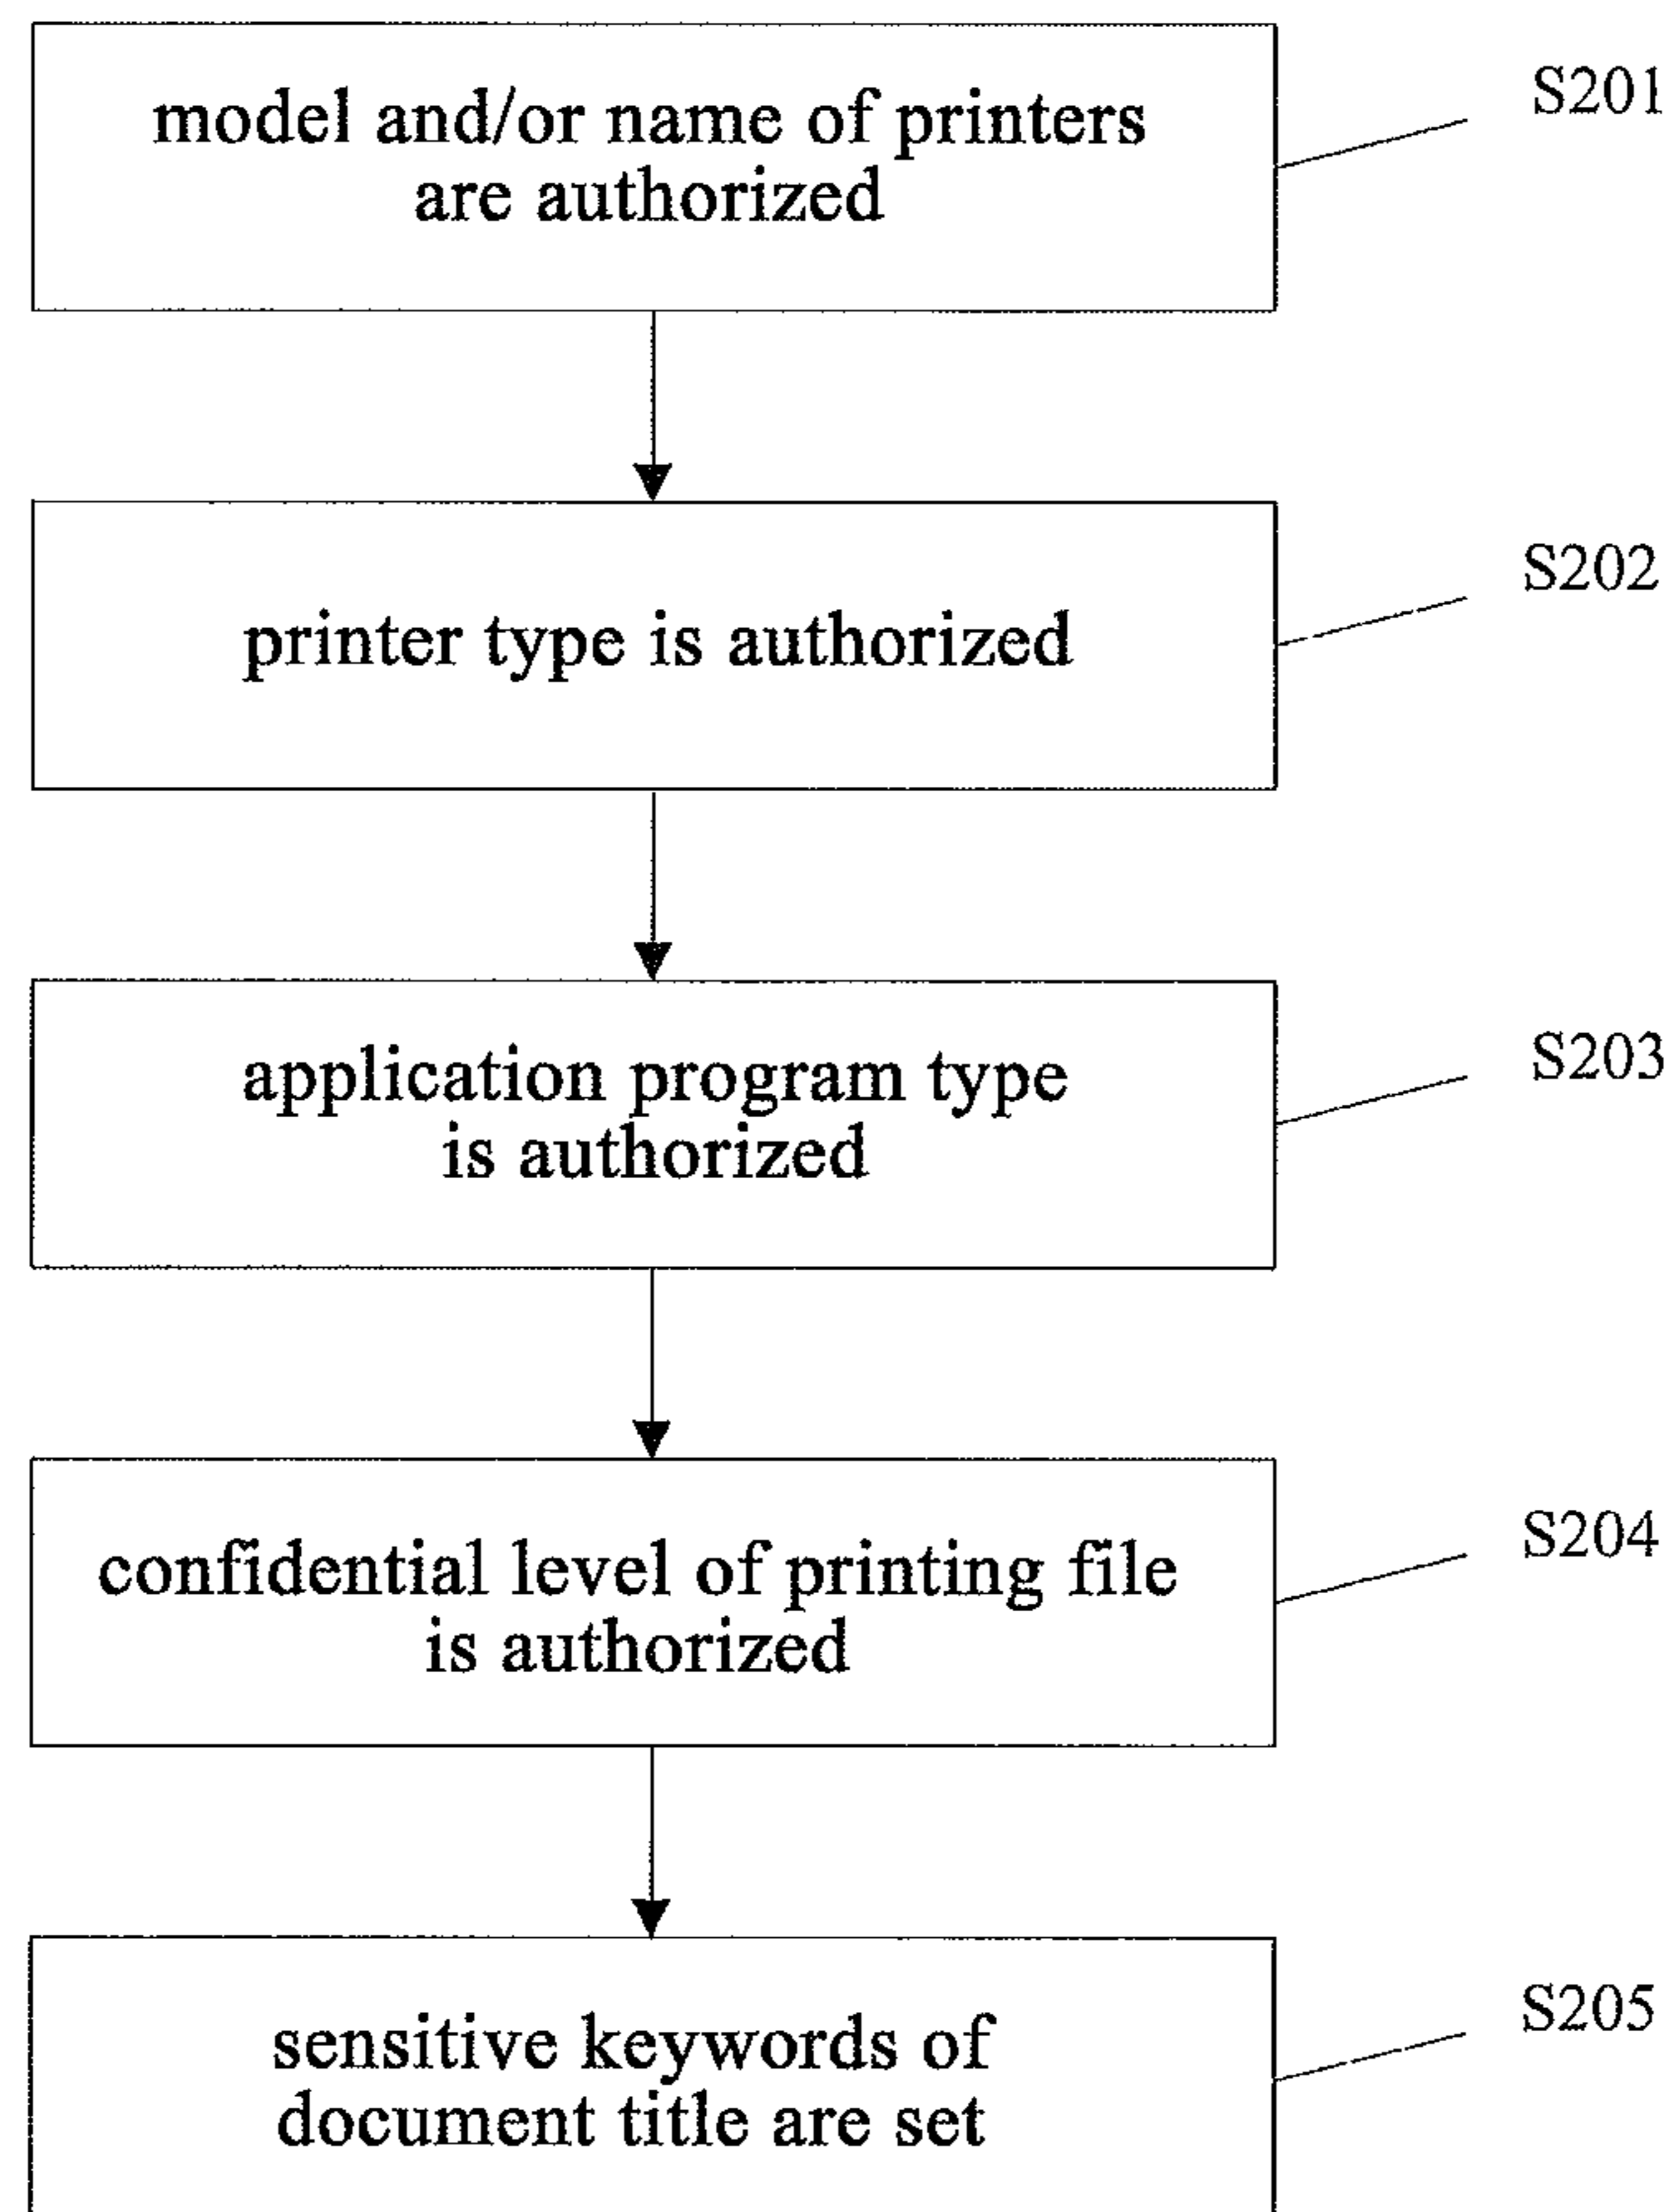 model and/or name of printers
are authorized
S201
printer type is authorized
S202
application program type
is authorized
S203
confidential level of printing file
is authorized
S204
sensitive keywords of
document title are set
S205